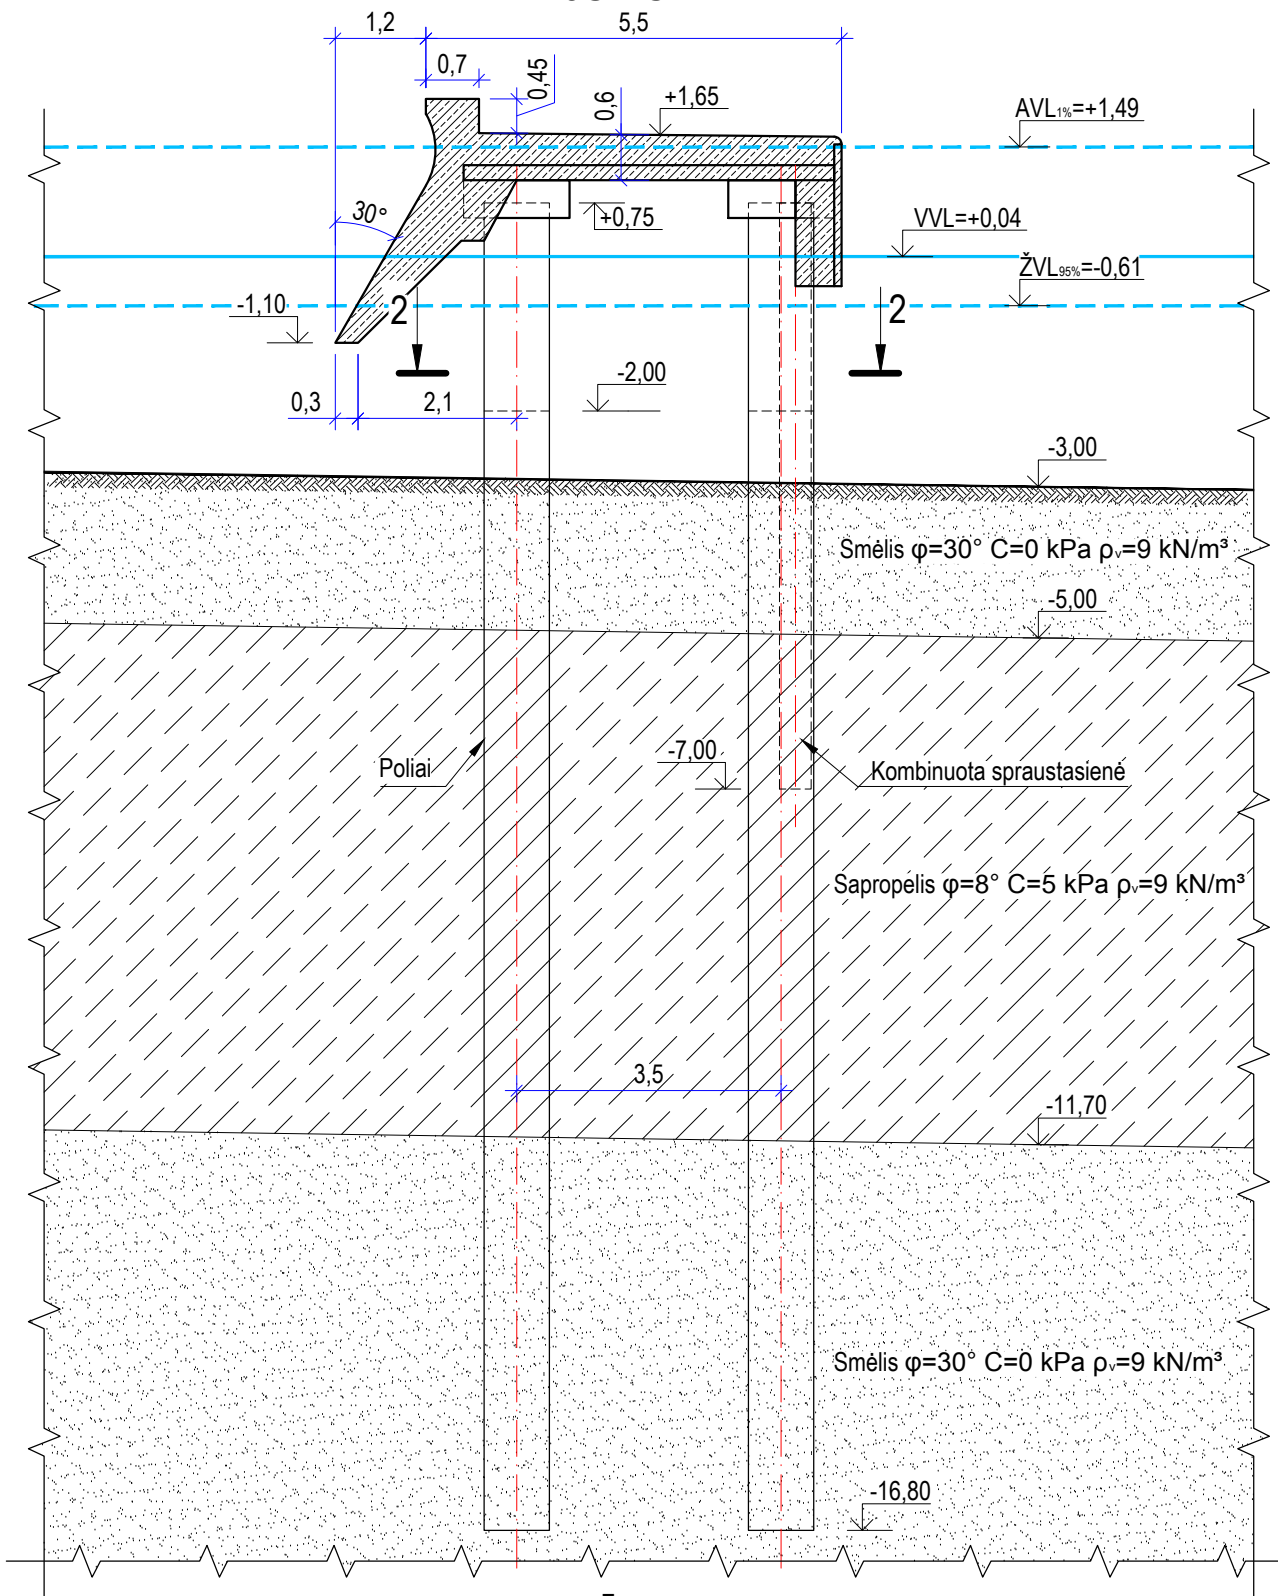 1,2
5,5
0,7
0,45
0,6
+1,65
AVL1%=+1,49
30°
+0,75
VVL=+0,04
ŽVL95%=-0,61
-1,10
2
2
-2,00
0,3
2,1
-3,00
Smėlis φ=30° C=0 kPa ρv=9 kN/m³
-5,00
Poliai
-7,00
Kombinuota spraustasienė
Sapropelis φ=8° C=5 kPa ρv=9 kN/m³
3,5
-11,70
Smėlis φ=30° C=0 kPa ρv=9 kN/m³
-16,80